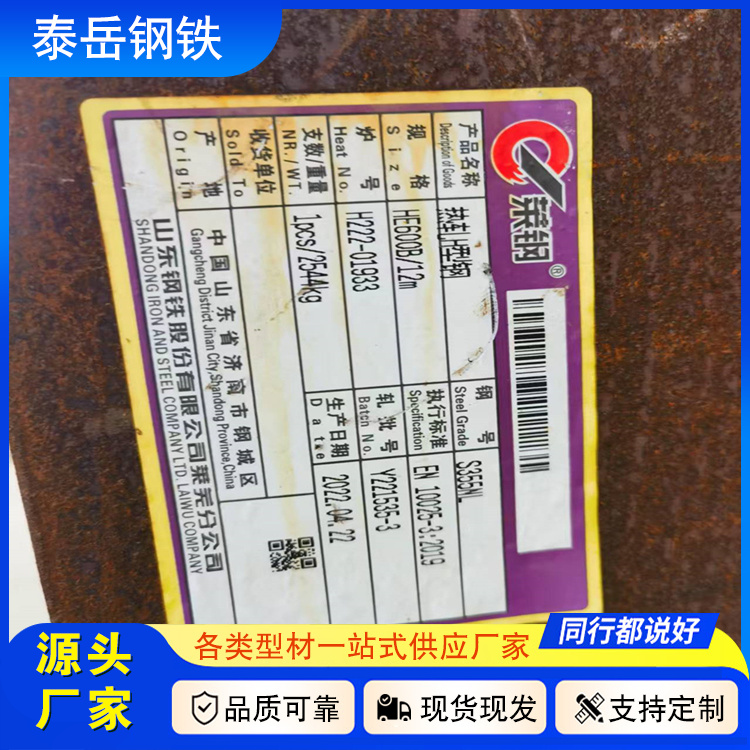 泰岳钢铁
莱钢®
产品名称 热轧H型钢 钢号 S355NL
Description of Goods Steel Grade
规格 HE600B/12m 执行标准 EN 10025-3:2019
Size Specification
炉号 H222-01933 轧批号 Y221535-3
Heat No. Batch No.
支数/重量 1pcs/2544kg 生产日期 2022.04.22
NR./WT. Date
收货单位
Sold To
产地 中国山东省济南市钢城区
Origin Gangcheng District Jinan City,Shandong Province,China
山东钢铁股份有限公司莱芜分公司
SHANDONG IRON AND STEEL COMPANY LTD. LAIWU COMPANY
源头
厂家
各类型材一站式供应厂家
同行都说好
品质可靠
现货现发
支持定制